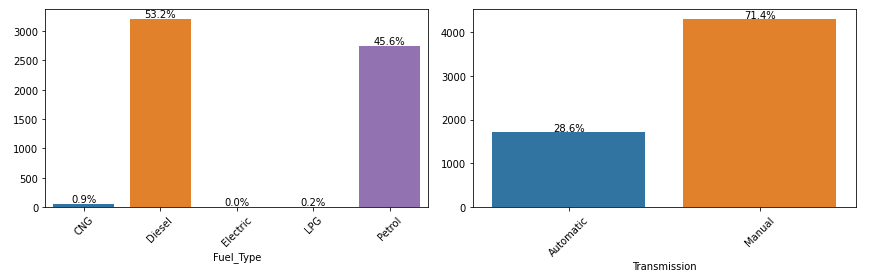 53.2%
3000
2500
2000
1500
1000
500
0
45.6%
0.9%
0.0%
0.2%
CNG
Diesel
Electric
LPG
Petrol
Fuel_Type
71.4%
4000
3000
2000
1000
0
28.6%
Automatic
Manual
Transmission